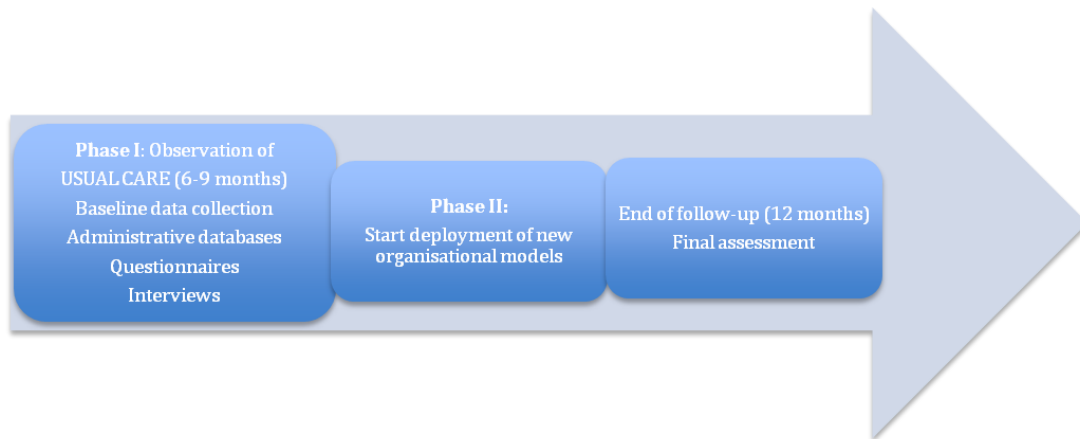 Phase I: Observation of
USUAL CARE (6-9 months)
Baseline data collection
Administrative databases
Questionnaires
Interviews
Phase II:
Start deployment of new
organisational models
End of follow-up (12 months)
Final assessment